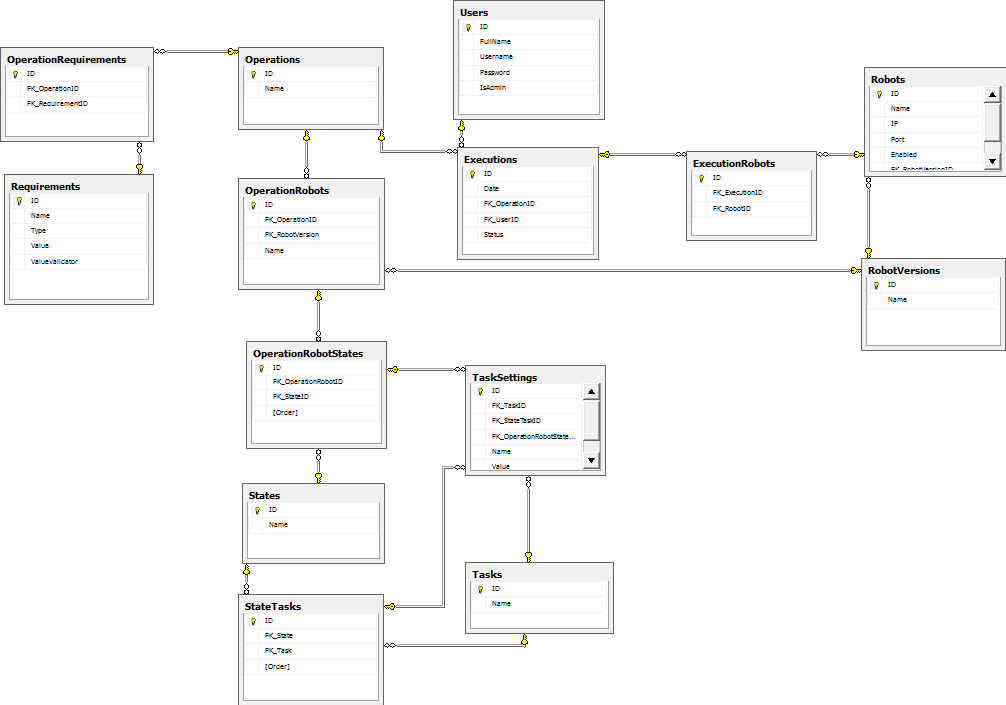 Users
ID
FullName
Username
Password
IsAdmin
OperationRequirements
ID
FK_OperationID
FK_RequirementID
Operations
ID
Name
Robots
ID
Name
IP
Port
Enabled
FK_RobotVersionID
Executions
ID
Date
FK_OperationID
FK_UserID
Status
ExecutionRobots
ID
FK_ExecutionID
FK_RobotID
Requirements
ID
Name
Type
Value
ValueValidator
OperationRobots
ID
FK_OperationID
FK_RobotVersion
Name
RobotVersions
ID
Name
OperationRobotStates
ID
FK_OperationRobotID
FK_StateID
[Order]
TaskSettings
ID
FK_TaskID
FK_StateTaskID
FK_OperationRobotState...
Name
Value
States
ID
Name
Tasks
ID
Name
StateTasks
ID
FK_State
FK_Task
[Order]